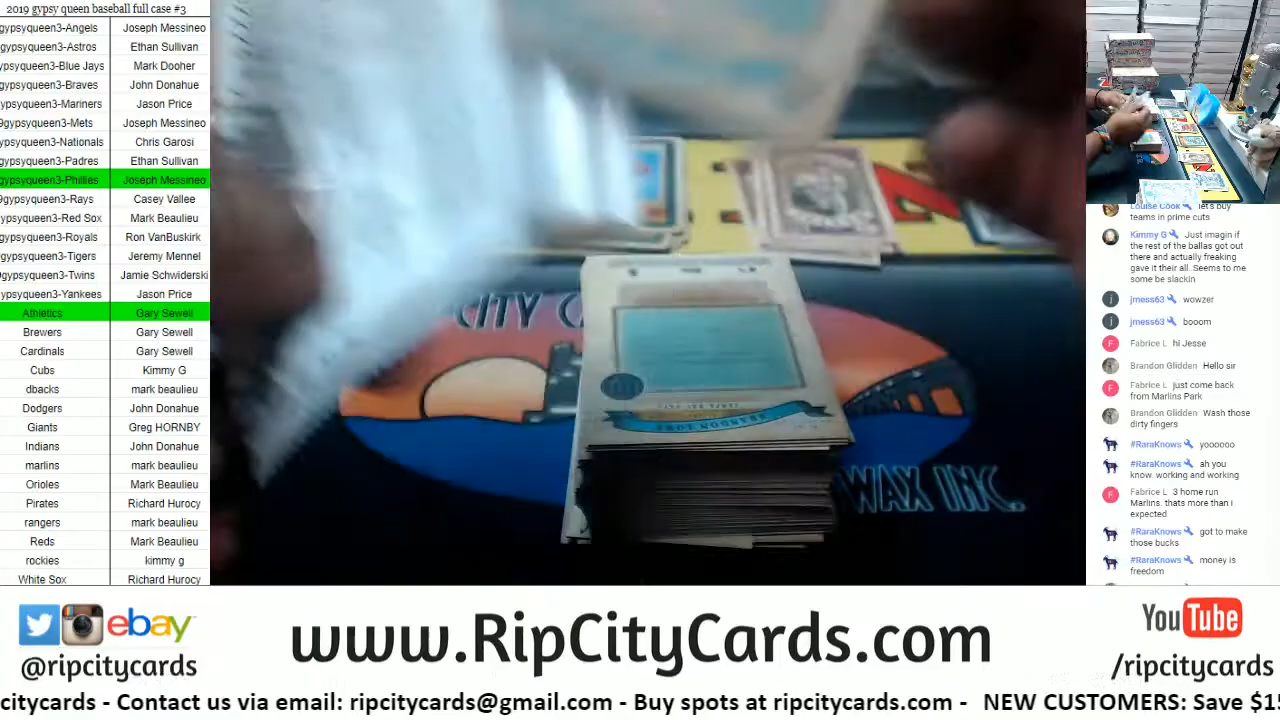 2019 gypsy queen baseball full case #3
gypsyqueen3-Angels Joseph Messineo
gypsyqueen3-Astros Ethan Sullivan
ypsyqueen3-Blue Jays Mark Dooher
gypsyqueen3-Braves John Donahue
ypsyqueen3-Mariners Jason Price
9gypsyqueen3-Mets Joseph Messineo
gypsyqueen3-Nationals Chris Garosi
gypsyqueen3-Padres Ethan Sullivan
gypsyqueen3-Phillies Joseph Messineo
9gypsyqueen3-Rays Casey Vallee
ypsyqueen3-Red Sox Mark Beaulieu
gypsyqueen3-Royals Ron VanBuskirk
9gypsyqueen3-Tigers Jeremy Mennel
gypsyqueen3-Twins Jamie Schwiderski
ypsyqueen3-Yankees Jason Price
Athletics Gary Sewell
Brewers Gary Sewell
Cardinals Gary Sewell
Cubs Kimmy G
dbacks mark beaulieu
Dodgers John Donahue
Giants Greg HORNBY
Indians John Donahue
marlins mark beaulieu
Orioles Mark Beaulieu
Pirates Richard Hurocy
rangers mark beaulieu
Reds Mark Beaulieu
rockies kimmy g
White Sox Richard Hurocy
CITY C
WAX INC.
BRANDON LOWE
Louise Cook let's buy
teams in prime cuts
Kimmy G Just imagin if
the rest of the ballas got out
there and actually freaking
gave it their all. Seems to me
some be slackin
j jmess63 wowzer
j jmess63 booom
F Fabrice L hi Jesse
Brandon Glidden Hello sir
F Fabrice L just come back
from Marlins Park
Brandon Glidden Wash those
dirty fingers
#RaraKnows yoooooo
#RaraKnows ah you
know. working and working
F Fabrice L 3 home run
Marlins. thats more than i
expected
#RaraKnows got to make
those bucks
#RaraKnows money is
freedom
ebay
@ripcitycards
www.RipCityCards.com
YouTube
/ripcitycards
citycards - Contact us via email: ripcitycards@gmail.com - Buy spots at ripcitycards.com - NEW CUSTOMERS: Save $15